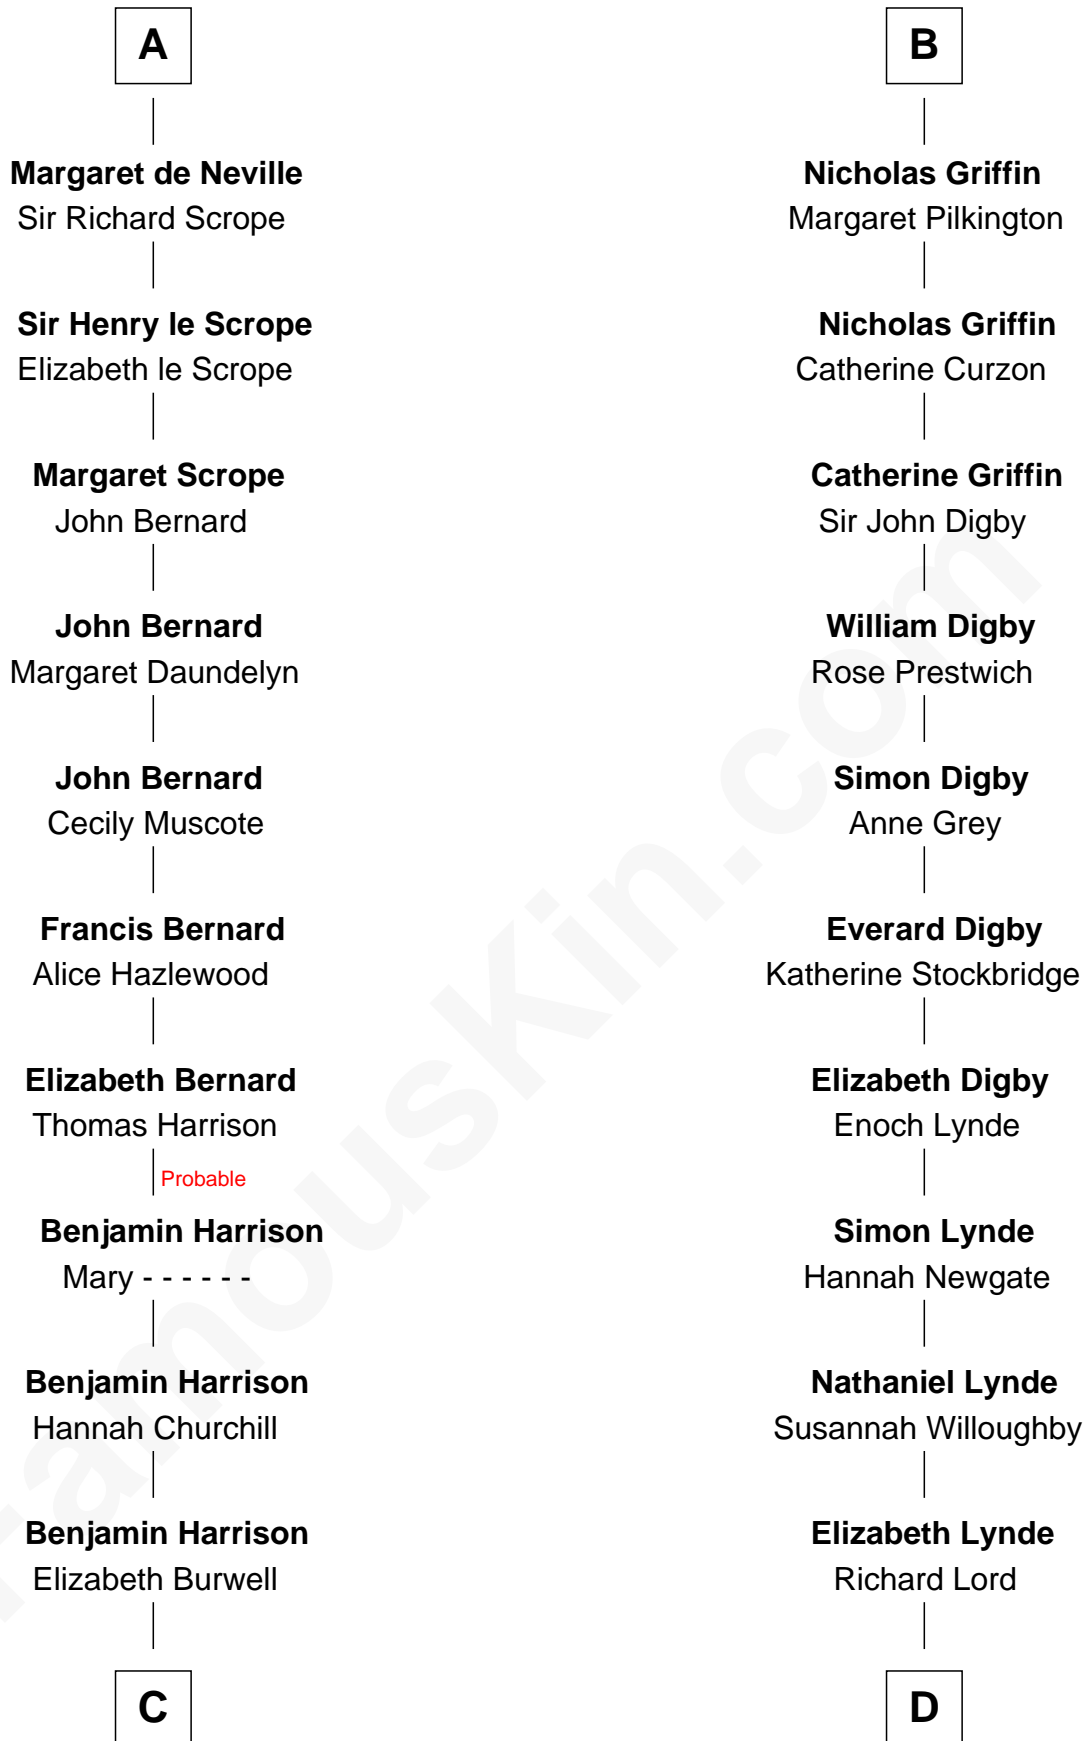 A
Margaret de Neville
Sir Richard Scrope
Sir Henry le Scrope
Elizabeth le Scrope
Margaret Scrope
John Bernard
John Bernard
Margaret Daundelyn
John Bernard
Cecily Muscote
Francis Bernard
Alice Hazlewood
Elizabeth Bernard
Thomas Harrison
Probable
Benjamin Harrison
Mary - - - - - -
Benjamin Harrison
Hannah Churchill
Benjamin Harrison
Elizabeth Burwell
C
B
Nicholas Griffin
Margaret Pilkington
Nicholas Griffin
Catherine Curzon
Catherine Griffin
Sir John Digby
William Digby
Rose Prestwich
Simon Digby
Anne Grey
Everard Digby
Katherine Stockbridge
Elizabeth Digby
Enoch Lynde
Simon Lynde
Hannah Newgate
Nathaniel Lynde
Susannah Willoughby
Elizabeth Lynde
Richard Lord
D
FamousKin.com